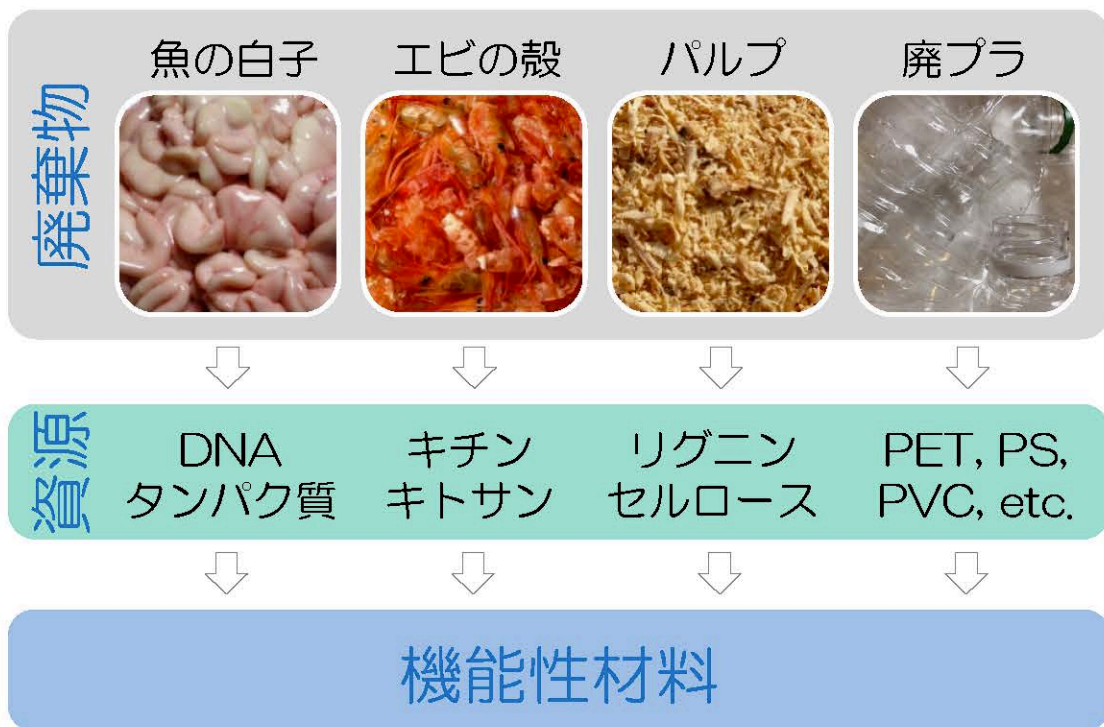 廃棄物
魚の白子
エビの殻
パルプ
廃プラ
資源
DNA
タンパク質
キチン
キトサン
リグニン
セルロース
PET, PS,
PVC, etc.
機能性材料